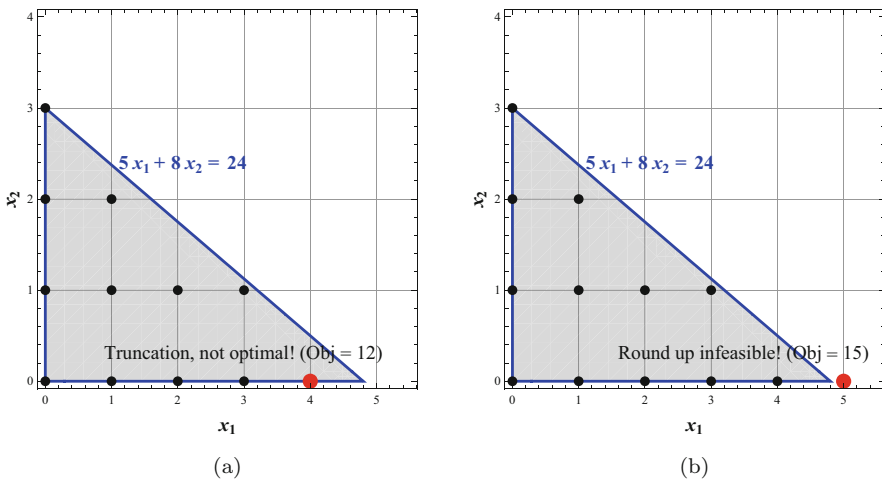 4
3
2
1
0
x₂
5 x₁ + 8 x₂ = 24
Truncation, not optimal! (Obj = 12)
0 1 2 3 4 5
x₁
(a)
4
3
2
1
0
x₂
5 x₁ + 8 x₂ = 24
Round up infeasible! (Obj = 15)
0 1 2 3 4 5
x₁
(b)